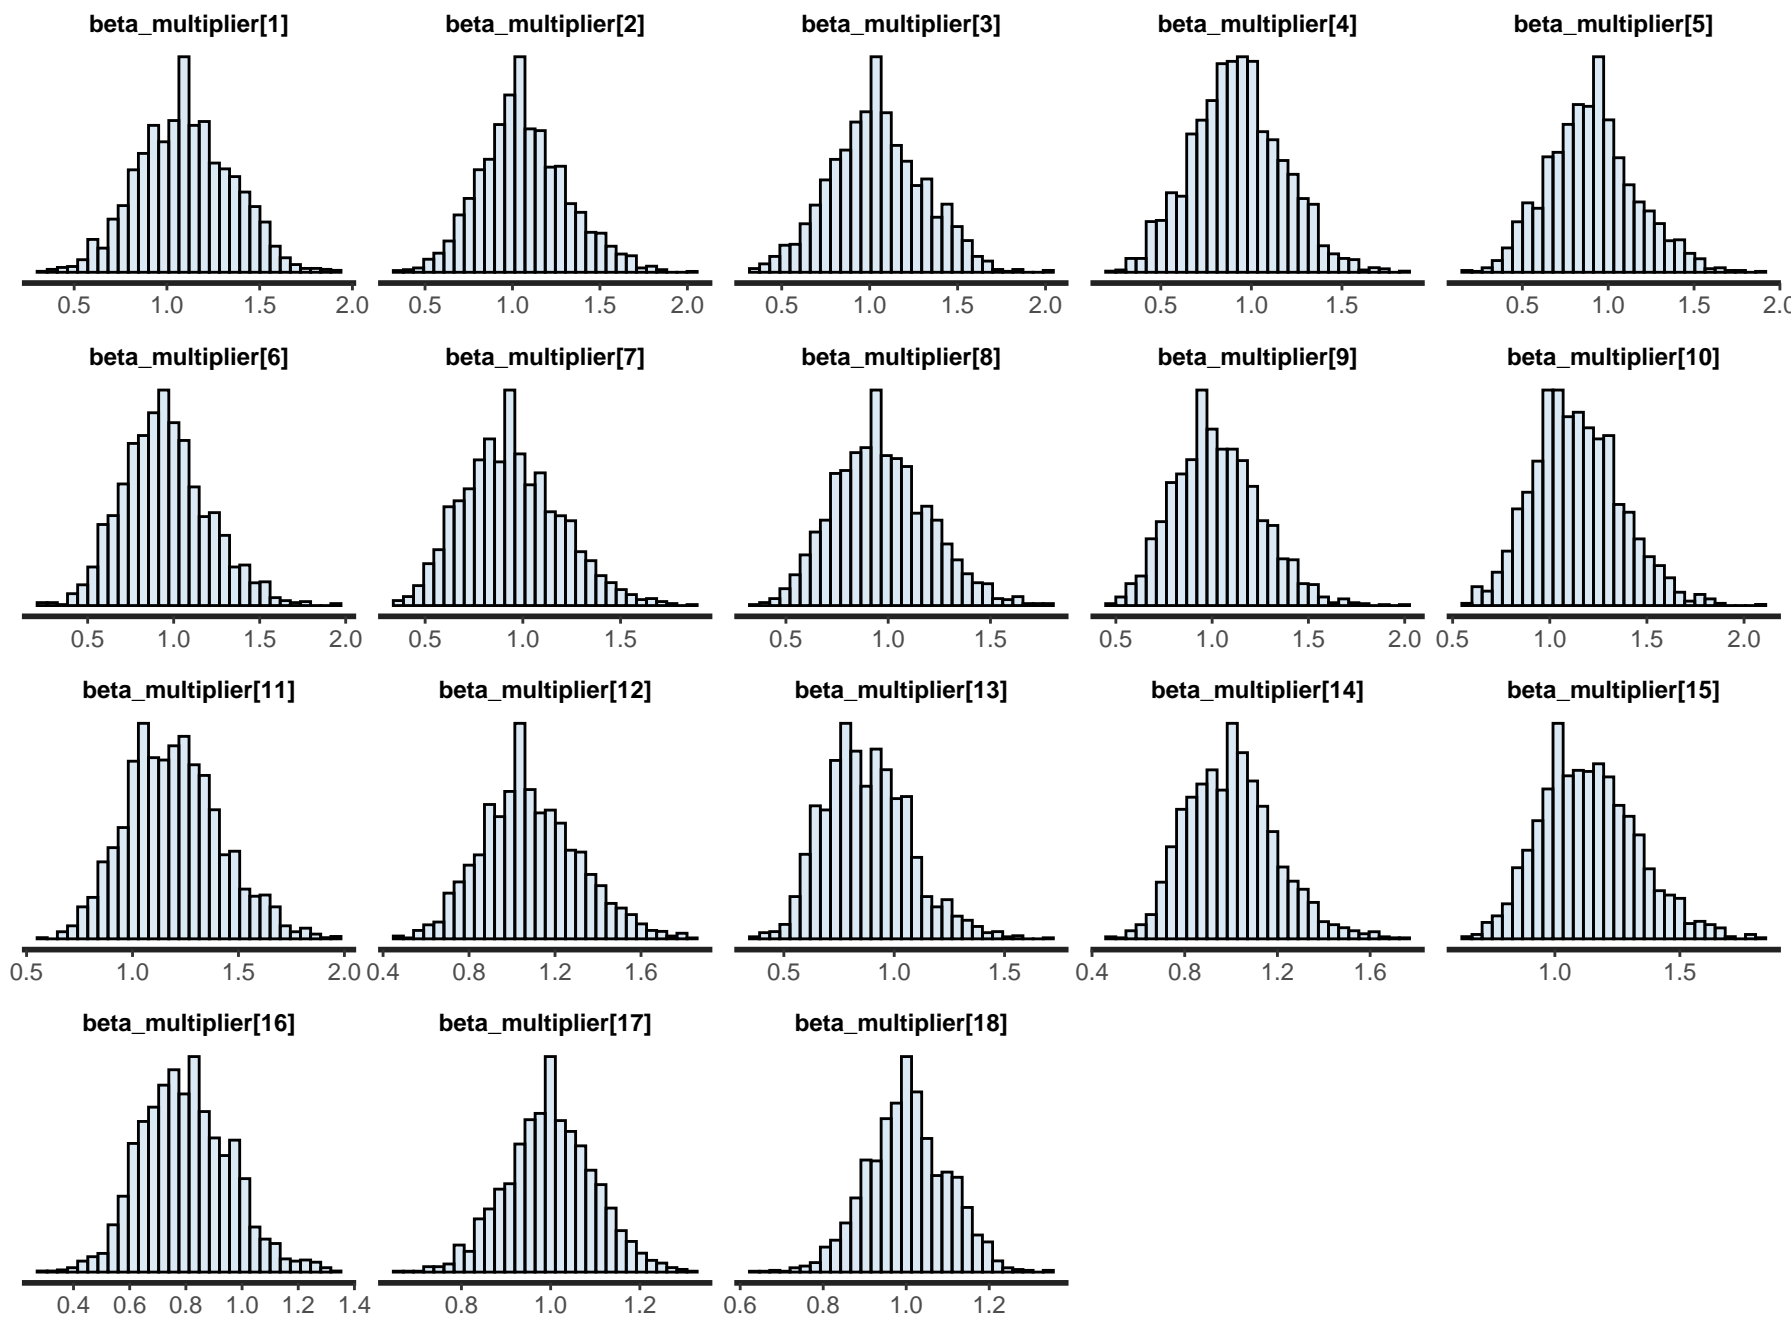 beta_multiplier[1] beta_multiplier[2] beta_multiplier[3] beta_multiplier[4] beta_multiplier[5]
0.5 1.0 1.5 2.0 0.5 1.0 1.5 2.0 0.5 1.0 1.5 2.0 0.5 1.0 1.5 0.5 1.0 1.5 2.0
beta_multiplier[6] beta_multiplier[7] beta_multiplier[8] beta_multiplier[9] beta_multiplier[10]
0.5 1.0 1.5 2.0 0.5 1.0 1.5 0.5 1.0 1.5 0.5 1.0 1.5 2.0 0.5 1.0 1.5 2.0
beta_multiplier[11] beta_multiplier[12] beta_multiplier[13] beta_multiplier[14] beta_multiplier[15]
0.5 1.0 1.5 2.0 0.4 0.8 1.2 1.6 0.5 1.0 1.5 0.4 0.8 1.2 1.6 1.0 1.5
beta_multiplier[16] beta_multiplier[17] beta_multiplier[18]
0.4 0.6 0.8 1.0 1.2 1.4 0.8 1.0 1.2 0.6 0.8 1.0 1.2